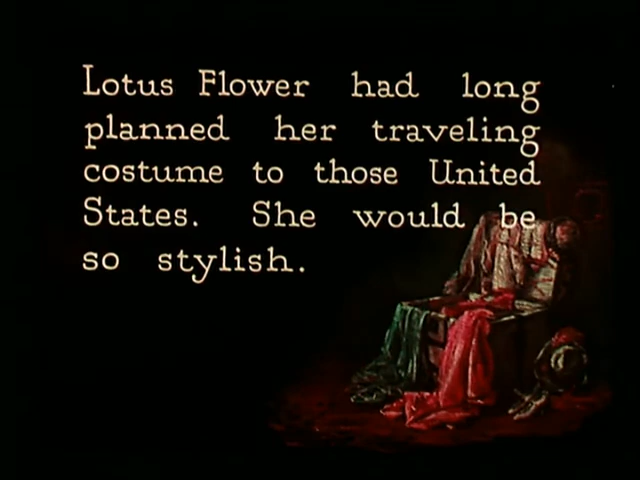 Lotus Flower had long
planned her traveling
costume to those United
States. She would be
so stylish.